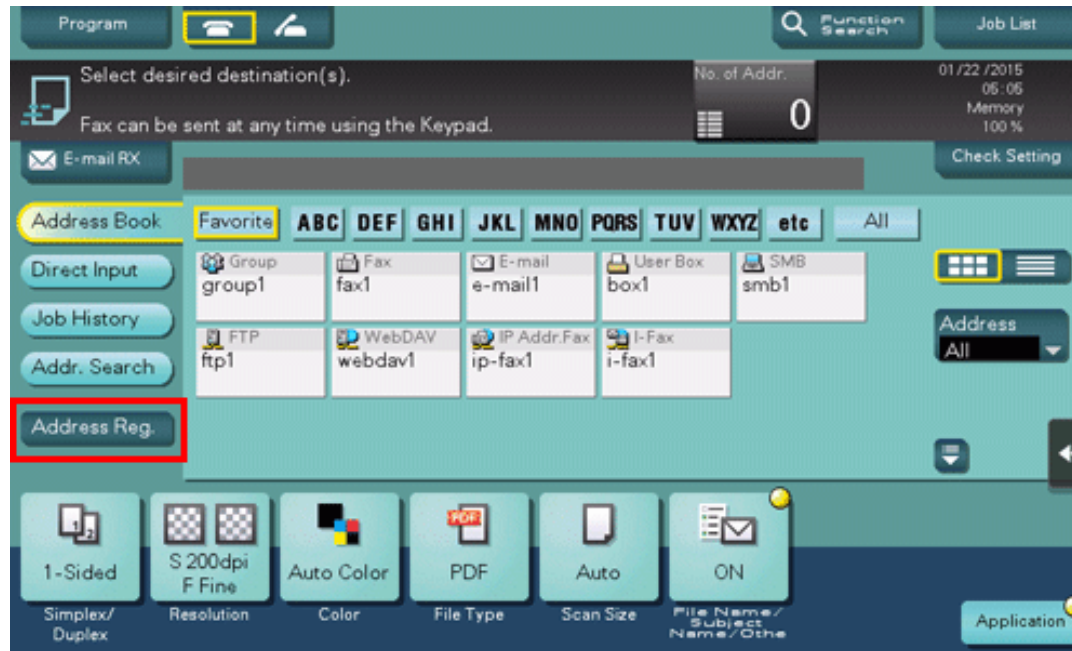 Program
Function
Search
Job List
Select desired destination(s).
Fax can be sent at any time using the Keypad.
No. of Addr.
0
01/22 /2015
05:05
Memory
100 %
E-mail RX
Check Setting
Address Book
Favorite ABC DEF GHI JKL MNO PQRS TUV WXYZ etc All
Direct Input
Job History
Addr. Search
Address Reg.
Group
group1
Fax
fax1
E-mail
e-mail1
User Box
box1
SMB
smb1
FTP
ftp1
WebDAV
webdav1
IP Addr.Fax
ip-fax1
I-Fax
i-fax1
Address
All
1 2
1-Sided
Simplex/
Duplex
S 200dpi
F Fine
Resolution
Auto Color
Color
PDF
PDF
File Type
Auto
Scan Size
ON
File Name/
Subject
Name/Othe
Application